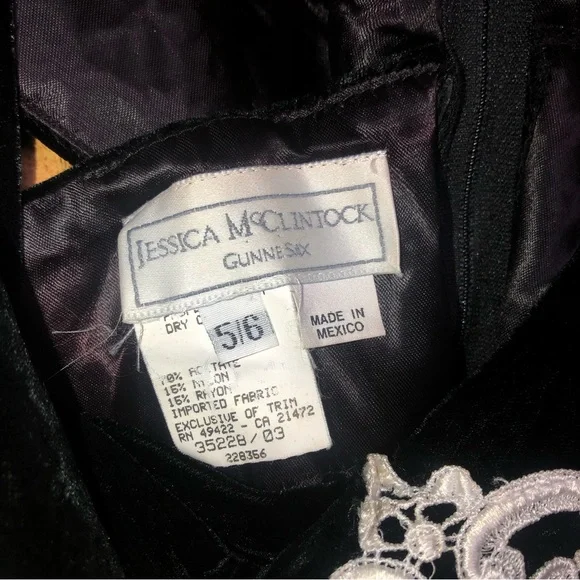 JESSICA McCLINTOCK
GUNNE SAX
DRY
5/6
MADE IN
MEXICO
70% ACETATE
15% NYLON
15% RAYON
IMPORTED FABRIC
EXCLUSIVE OF TRIM
RN 49422 - CA 21472
35228/03
228356